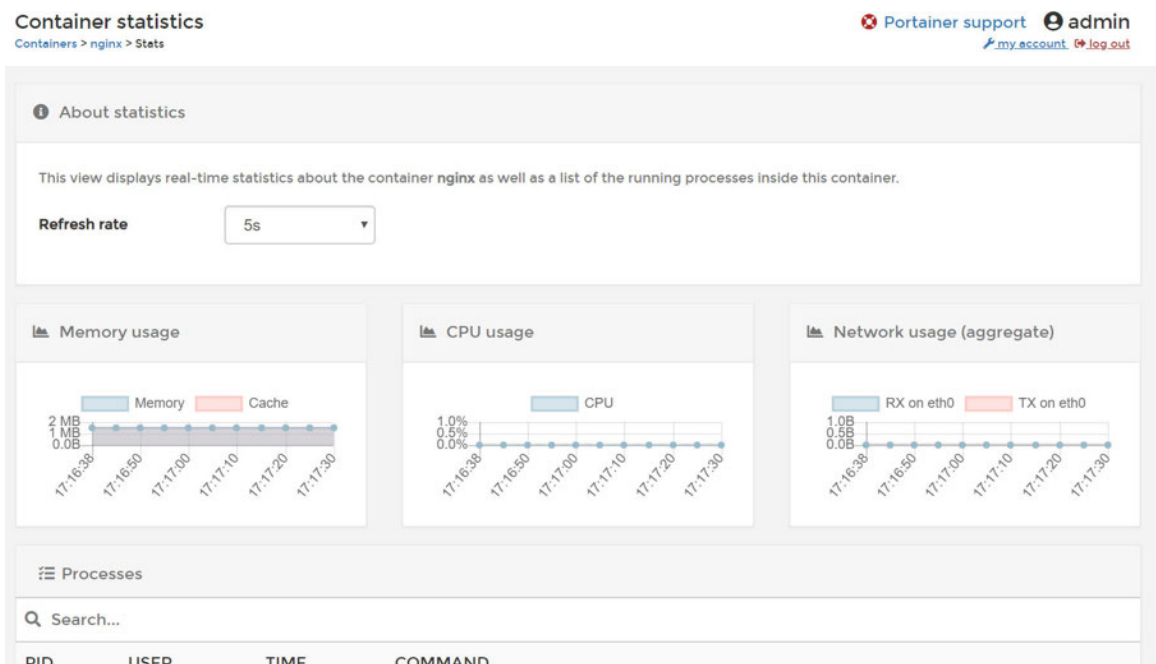 Container statistics
Portainer support admin
Containers > nginx > Stats
my account log out
About statistics
This view displays real-time statistics about the container nginx as well as a list of the running processes inside this container.
Refresh rate 5s
Memory usage
CPU usage
Network usage (aggregate)
Memory Cache
2 MB
1 MB
0.0B
17:16:38 17:16:50 17:17:00 17:17:10 17:17:20 17:17:30
CPU
1.0%
0.5%
0.0%
17:16:38 17:16:50 17:17:00 17:17:10 17:17:20 17:17:30
RX on eth0 TX on eth0
1.0B
0.5B
0.0B
17:16:38 17:16:50 17:17:00 17:17:10 17:17:20 17:17:30
Processes
Search...
PID USER TIME COMMAND